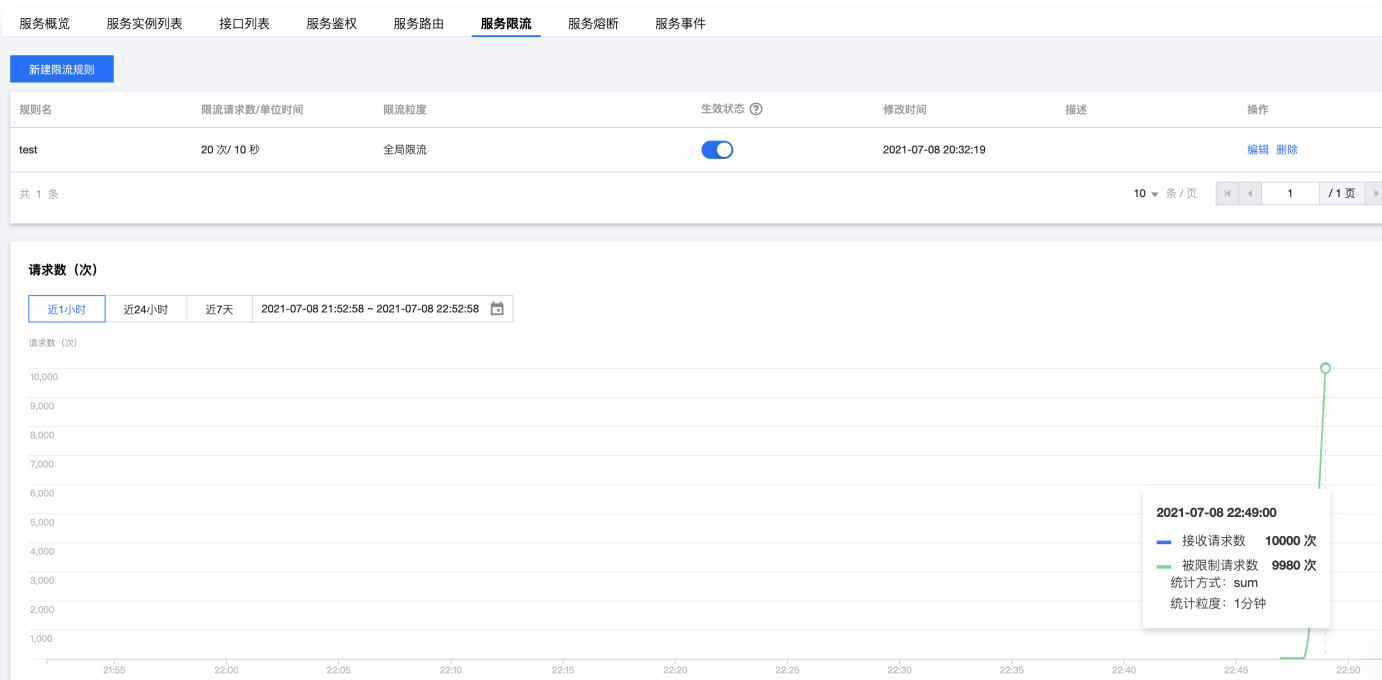 服务概览 服务实例列表 接口列表 服务鉴权 服务路由 服务限流 服务熔断 服务事件
新建限流规则
规则名 限流请求数/单位时间 限流粒度 生效状态 ? 修改时间 描述 操作
test 20 次/ 10 秒 全局限流 2021-07-08 20:32:19 编辑 删除
共 1 条 10 条 / 页 1 / 1 页
请求数（次）
近1小时 近24小时 近7天 2021-07-08 21:52:58 ~ 2021-07-08 22:52:58
请求数（次）
10,000
9,000
8,000
7,000
6,000
5,000
4,000
3,000
2,000
1,000
2021-07-08 22:49:00
接收请求数 10000 次
被限制请求数 9980 次
统计方式：sum
统计粒度：1分钟
21:55 22:00 22:05 22:10 22:15 22:20 22:25 22:30 22:35 22:40 22:45 22:50